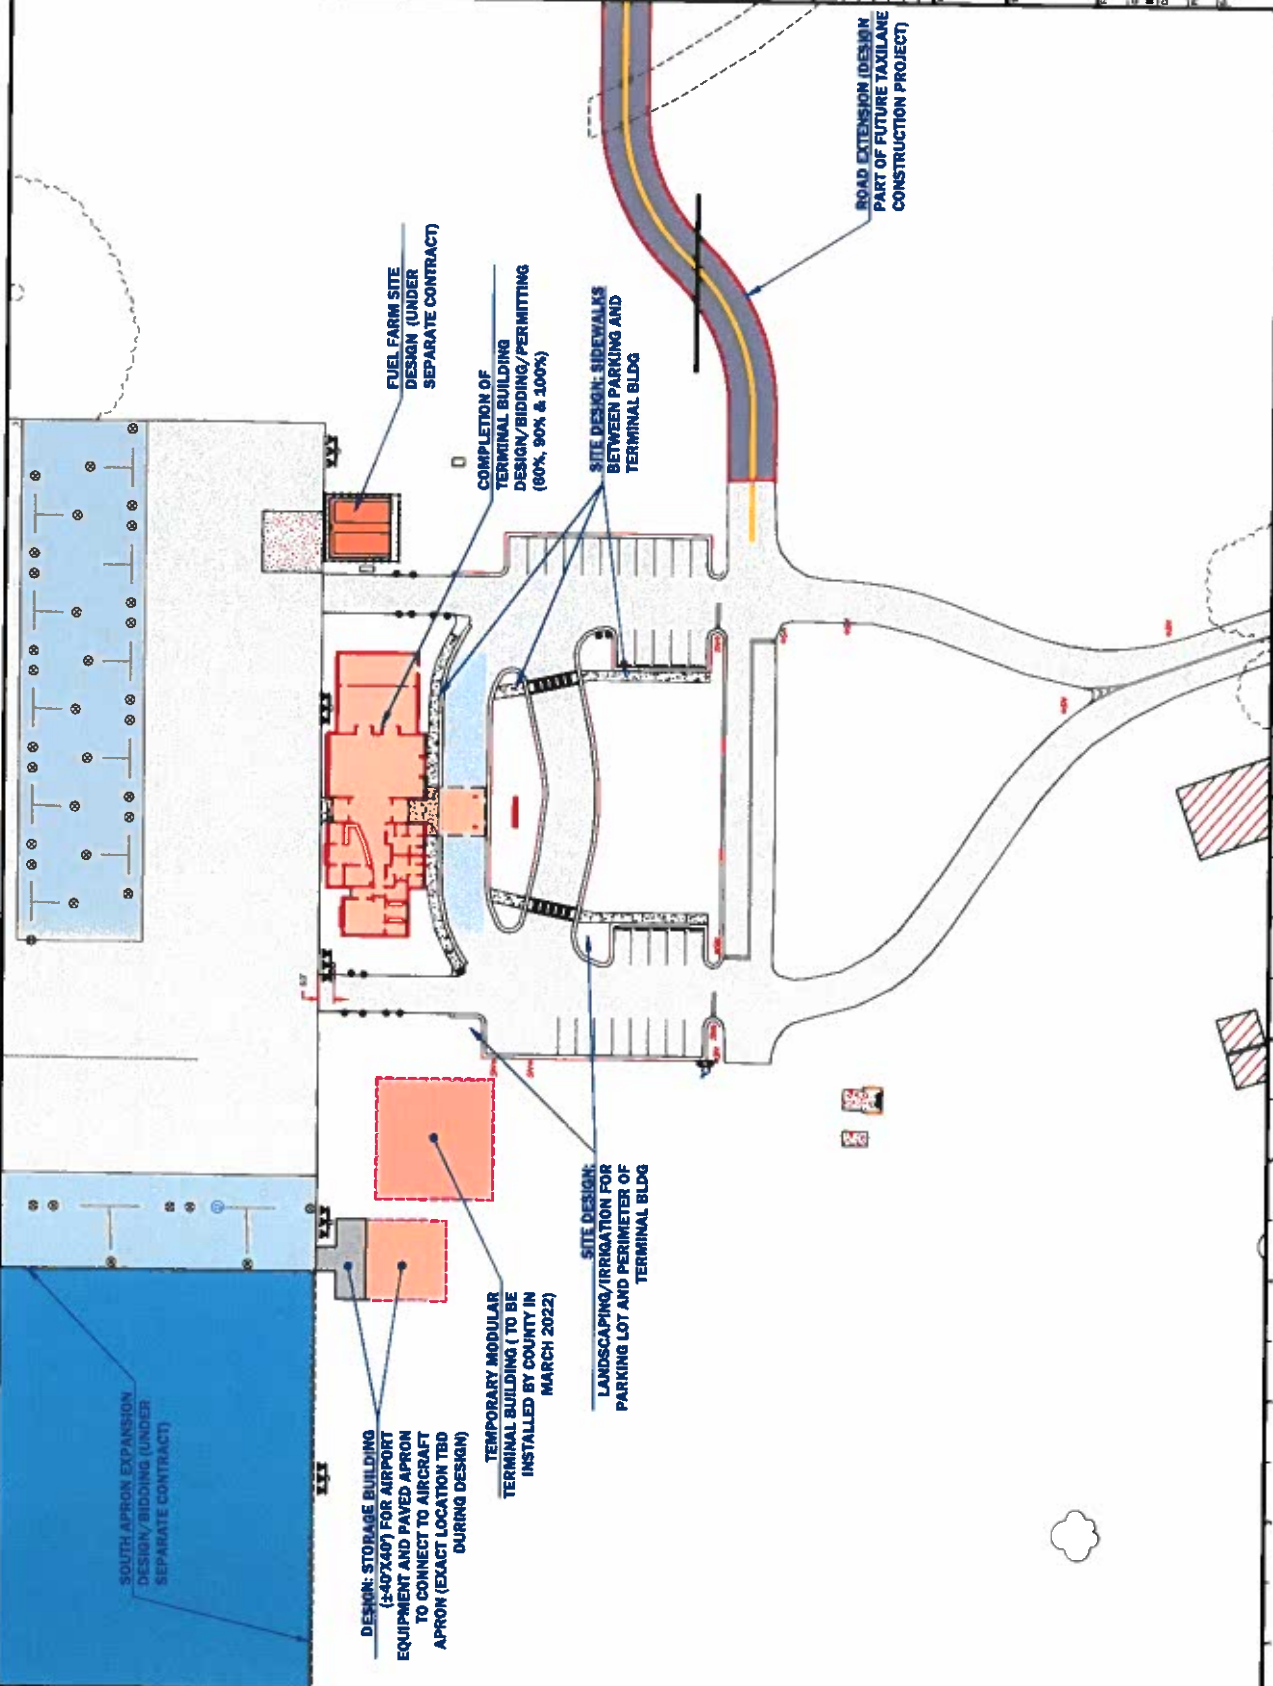 SOUTH APRON EXPANSION
DESIGN/BIDDING (UNDER
SEPARATE CONTRACT)
DESIGN: STORAGE BUILDING
(±40'X40') FOR AIRPORT
EQUIPMENT AND PAVED APRON
TO CONNECT TO AIRCRAFT
APRON (EXACT LOCATION TBD
DURING DESIGN)
TEMPORARY MODULAR
TERMINAL BUILDING ( TO BE
INSTALLED BY COUNTY IN
MARCH 2022)
SITE DESIGN:
LANDSCAPING/IRRIGATION FOR
PARKING LOT AND PERIMETER OF
TERMINAL BLDG
FUEL FARM SITE
DESIGN (UNDER
SEPARATE CONTRACT)
COMPLETION OF
TERMINAL BUILDING
DESIGN/BIDDING/PERMITTING
(60%, 90% & 100%)
SITE DESIGN: SIDEWALKS
BETWEEN PARKING AND
TERMINAL BLDG
ROAD EXTENSION (DESIGN
PART OF FUTURE TAXILANE
CONSTRUCTION PROJECT)